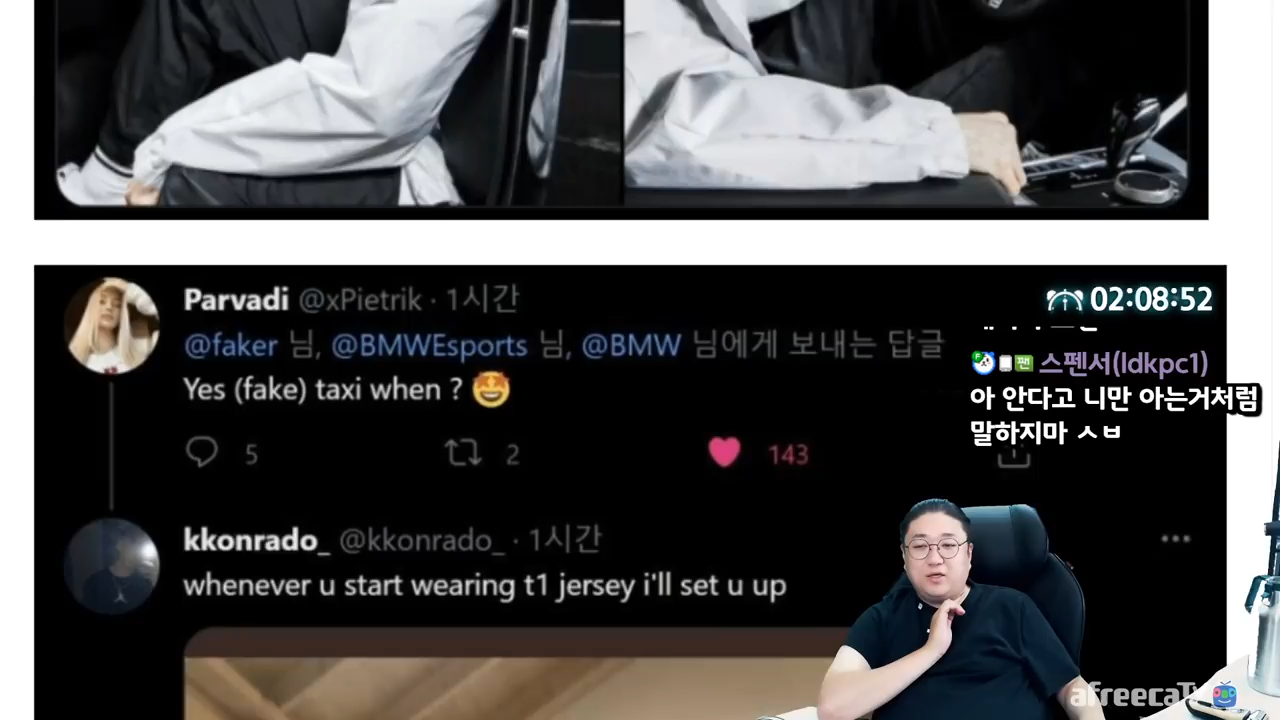 Parvadi @xPietrik · 1시간
@faker 님, @BMWEsports 님, @BMW 님에게 보내는 답글
Yes (fake) taxi when ? 🤩
5 2 143
kkonrado_ @kkonrado_ · 1시간
whenever u start wearing t1 jersey i'll set u up
02:08:52
스펜서(ldkpc1)
아 안다고 니만 아는거처럼
말하지마 ㅅㅂ
afreecaTV